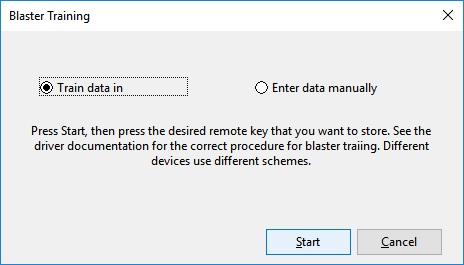 Blaster Training
Train data in
Enter data manually
Press Start, then press the desired remote key that you want to store. See the
driver documentation for the correct procedure for blaster traiing. Different
devices use different schemes.
Start
Cancel